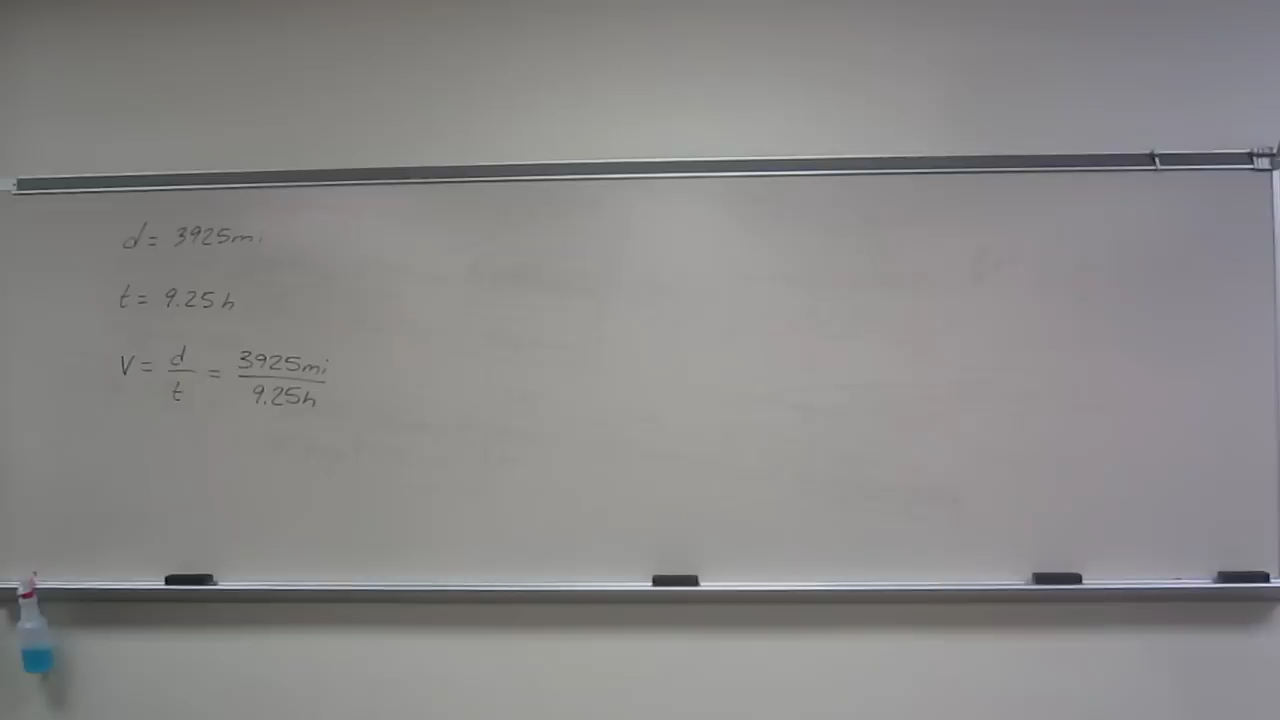 d = 3925mi
t = 9.25h
V = d/t = 3925mi/9.25h